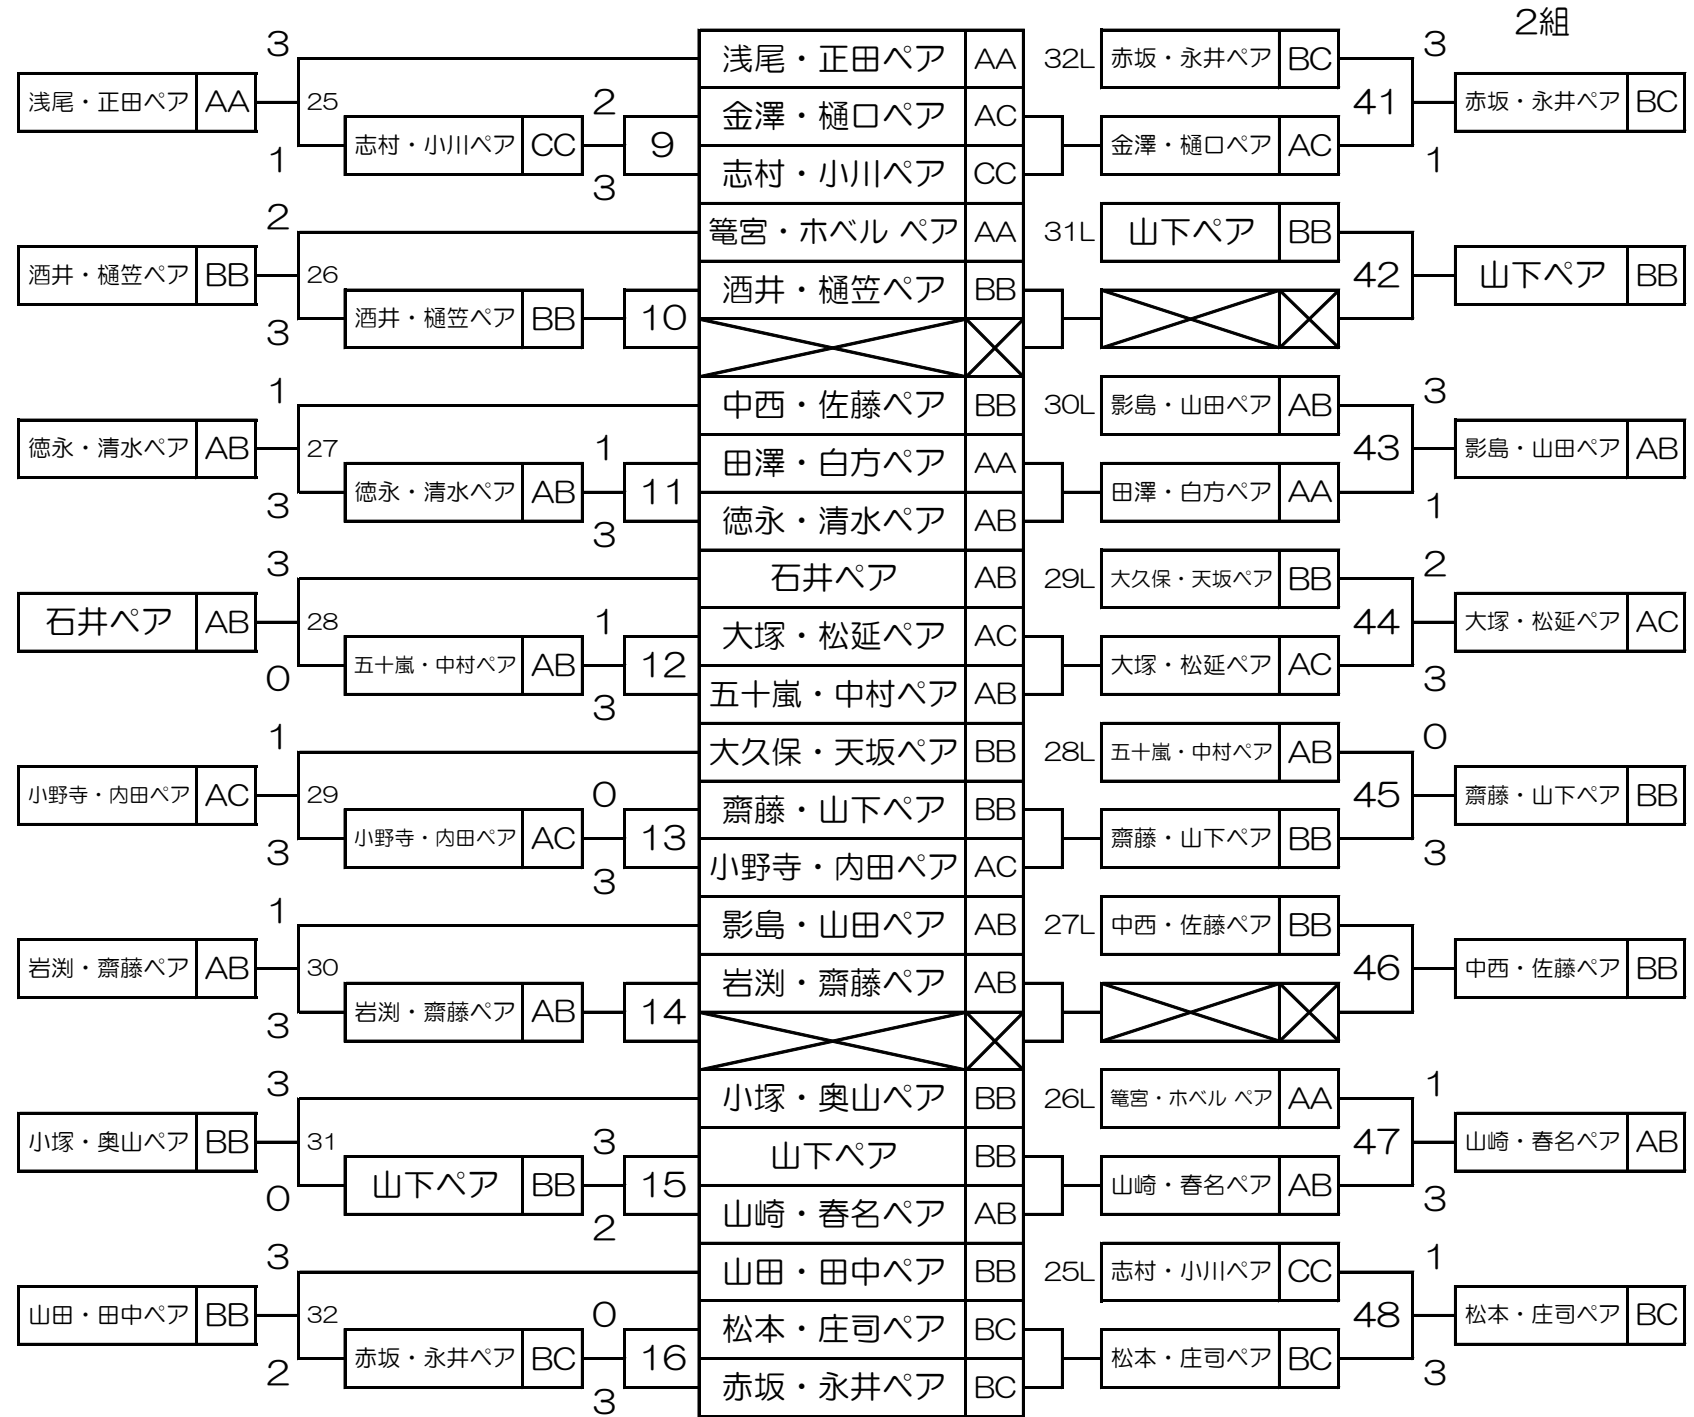 2組
3
浅尾・正田ペア AA 32L 赤坂・永井ペア BC 3
浅尾・正田ペア AA 25 2 金澤・樋口ペア AC 41 赤坂・永井ペア BC
志村・小川ペア CC 9 金澤・樋口ペア AC
1 3 志村・小川ペア CC 1
2 篭宮・ホベル ペア AA 31L 山下ペア BB
酒井・樋笠ペア BB 26 酒井・樋笠ペア BB 42 山下ペア BB
3 酒井・樋笠ペア BB 10
1 中西・佐藤ペア BB 30L 影島・山田ペア AB 3
徳永・清水ペア AB 27 1 田澤・白方ペア AA 43 影島・山田ペア AB
徳永・清水ペア AB 11 田澤・白方ペア AA
3 3 徳永・清水ペア AB 1
3 石井ペア AB 29L 大久保・天坂ペア BB 2
石井ペア AB 28 1 大塚・松延ペア AC 44 大塚・松延ペア AC
五十嵐・中村ペア AB 12 大塚・松延ペア AC
0 3 五十嵐・中村ペア AB 3
1 大久保・天坂ペア BB 28L 五十嵐・中村ペア AB 0
小野寺・内田ペア AC 29 0 齋藤・山下ペア BB 45 齋藤・山下ペア BB
小野寺・内田ペア AC 13 齋藤・山下ペア BB
3 3 小野寺・内田ペア AC 3
1 影島・山田ペア AB 27L 中西・佐藤ペア BB
岩渕・齋藤ペア AB 30 岩渕・齋藤ペア AB 46 中西・佐藤ペア BB
3 岩渕・齋藤ペア AB 14
3 小塚・奥山ペア BB 26L 篭宮・ホベル ペア AA 1
小塚・奥山ペア BB 31 3 山下ペア BB 47 山崎・春名ペア AB
山下ペア BB 15 山崎・春名ペア AB
0 2 山崎・春名ペア AB 3
3 山田・田中ペア BB 25L 志村・小川ペア CC 1
山田・田中ペア BB 32 0 松本・庄司ペア BC 48 松本・庄司ペア BC
赤坂・永井ペア BC 16 松本・庄司ペア BC
2 3 赤坂・永井ペア BC 3